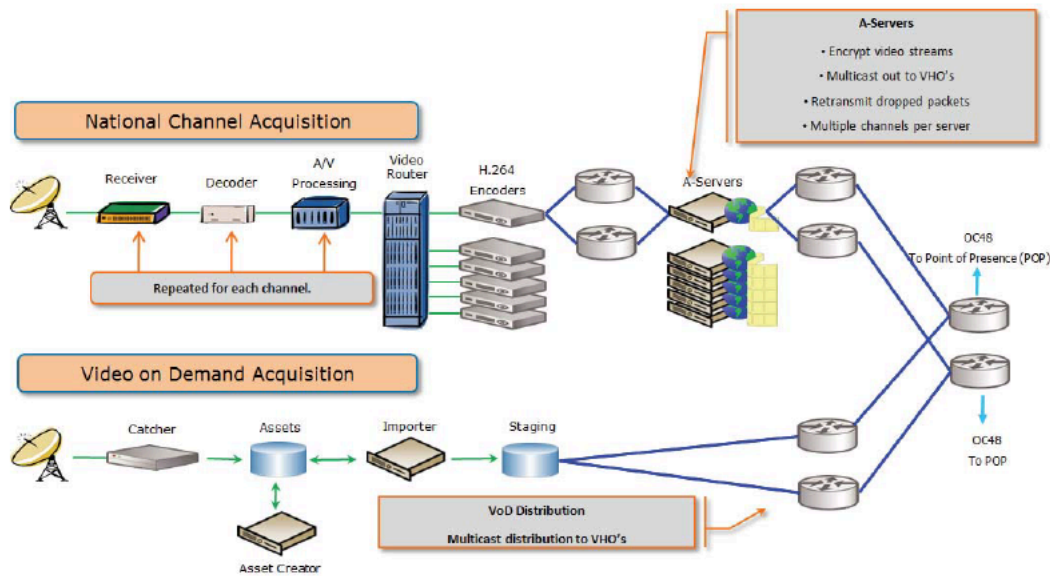 A-Servers
• Encrypt video streams
• Multicast out to VHO's
• Retransmit dropped packets
• Multiple channels per server
National Channel Acquisition
Receiver
Decoder
A/V
Processing
Video
Router
H.264
Encoders
A-Servers
Repeated for each channel.
OC48
To Point of Presence (POP)
Video on Demand Acquisition
Catcher
Assets
Importer
Staging
OC48
To POP
VoD Distribution
Multicast distribution to VHO's
Asset Creator